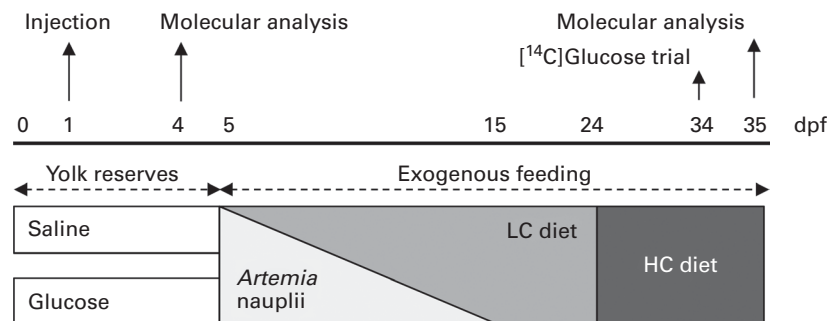 Injection
Molecular analysis
Molecular analysis
[¹⁴C]Glucose trial
0 1 4 5 15 24 34 35 dpf
Yolk reserves
Exogenous feeding
Saline
LC diet
HC diet
Artemia
nauplii
Glucose